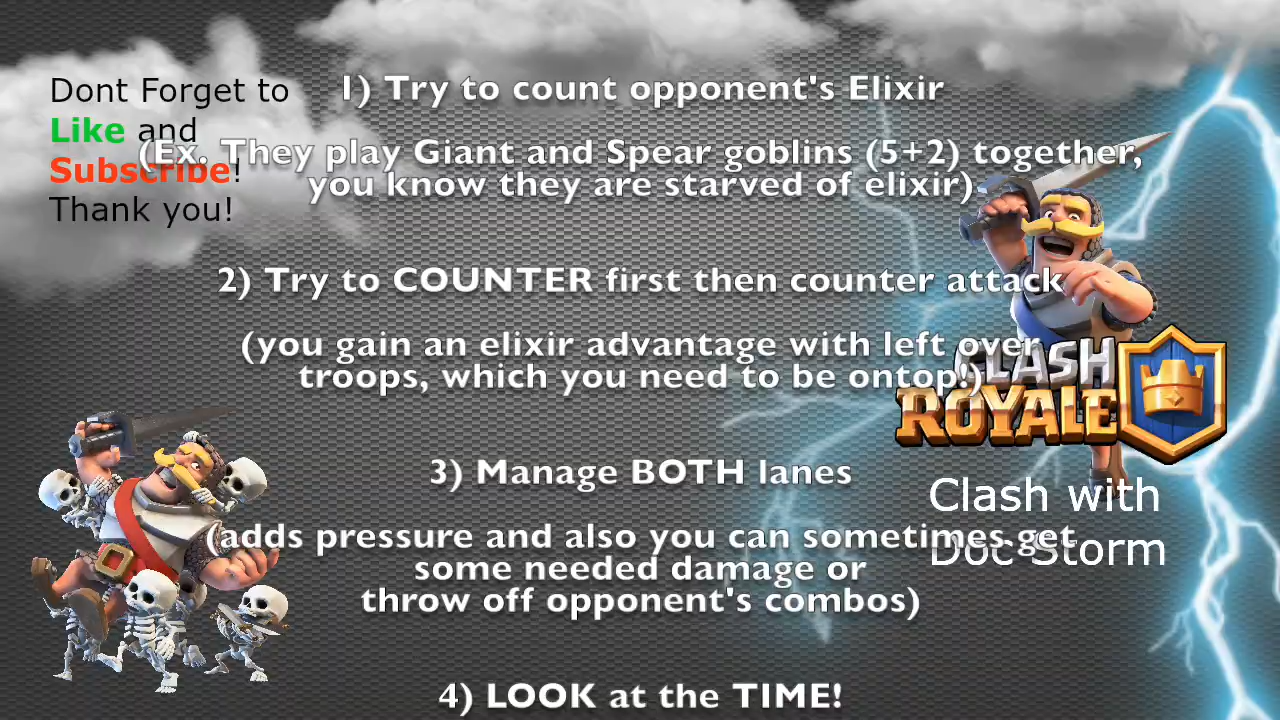 Dont Forget to
Like and
Subscribe!
Thank you!
1) Try to count opponent's Elixir
(Ex. They play Giant and Spear goblins (5+2) together,
you know they are starved of elixir)
2) Try to COUNTER first then counter attack
(you gain an elixir advantage with left over
troops, which you need to be ontop!)
3) Manage BOTH lanes
(adds pressure and also you can sometimes get
some needed damage or
throw off opponent's combos)
4) LOOK at the TIME!
CLASH
ROYALE
Clash with
Doc Storm